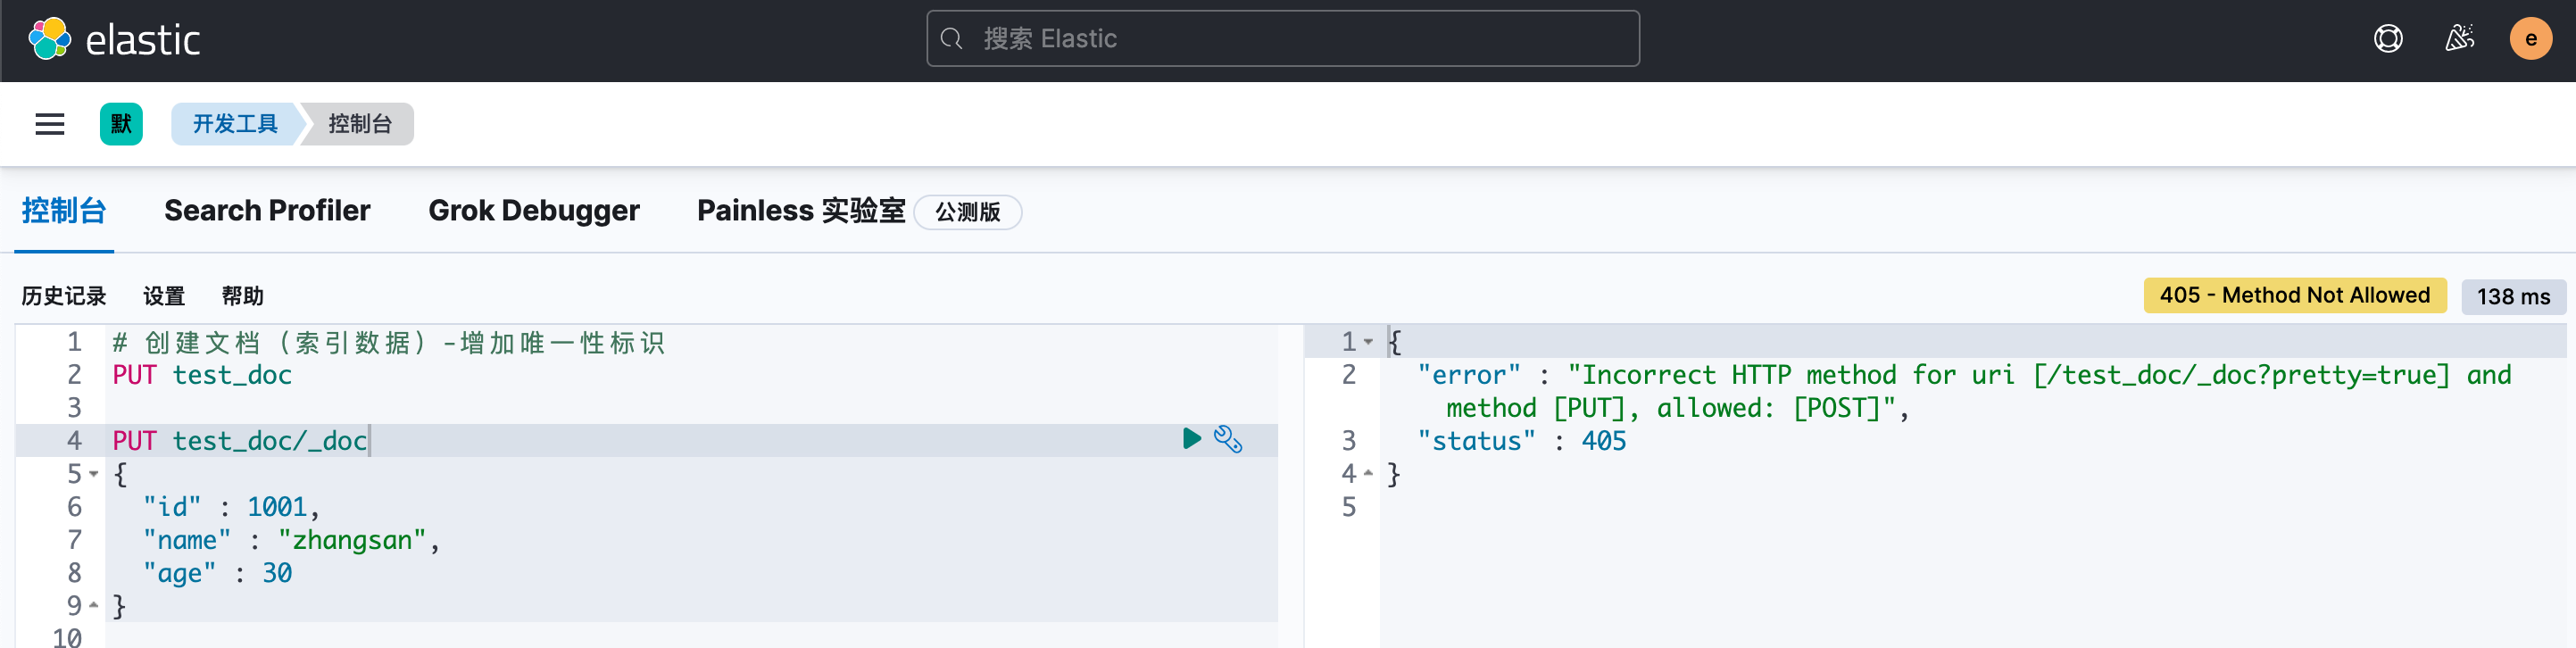 elastic
搜索 Elastic
e
默
开发工具
控制台
控制台
Search Profiler
Grok Debugger
Painless 实验室
公测版
历史记录
设置
帮助
405 - Method Not Allowed
138 ms
1 # 创建文档（索引数据）-增加唯一性标识
2 PUT test_doc
3
4 PUT test_doc/_doc
5 {
6 "id" : 1001,
7 "name" : "zhangsan",
8 "age" : 30
9 }
10
1 {
2 "error" : "Incorrect HTTP method for uri [/test_doc/_doc?pretty=true] and
method [PUT], allowed: [POST]",
3 "status" : 405
4 }
5